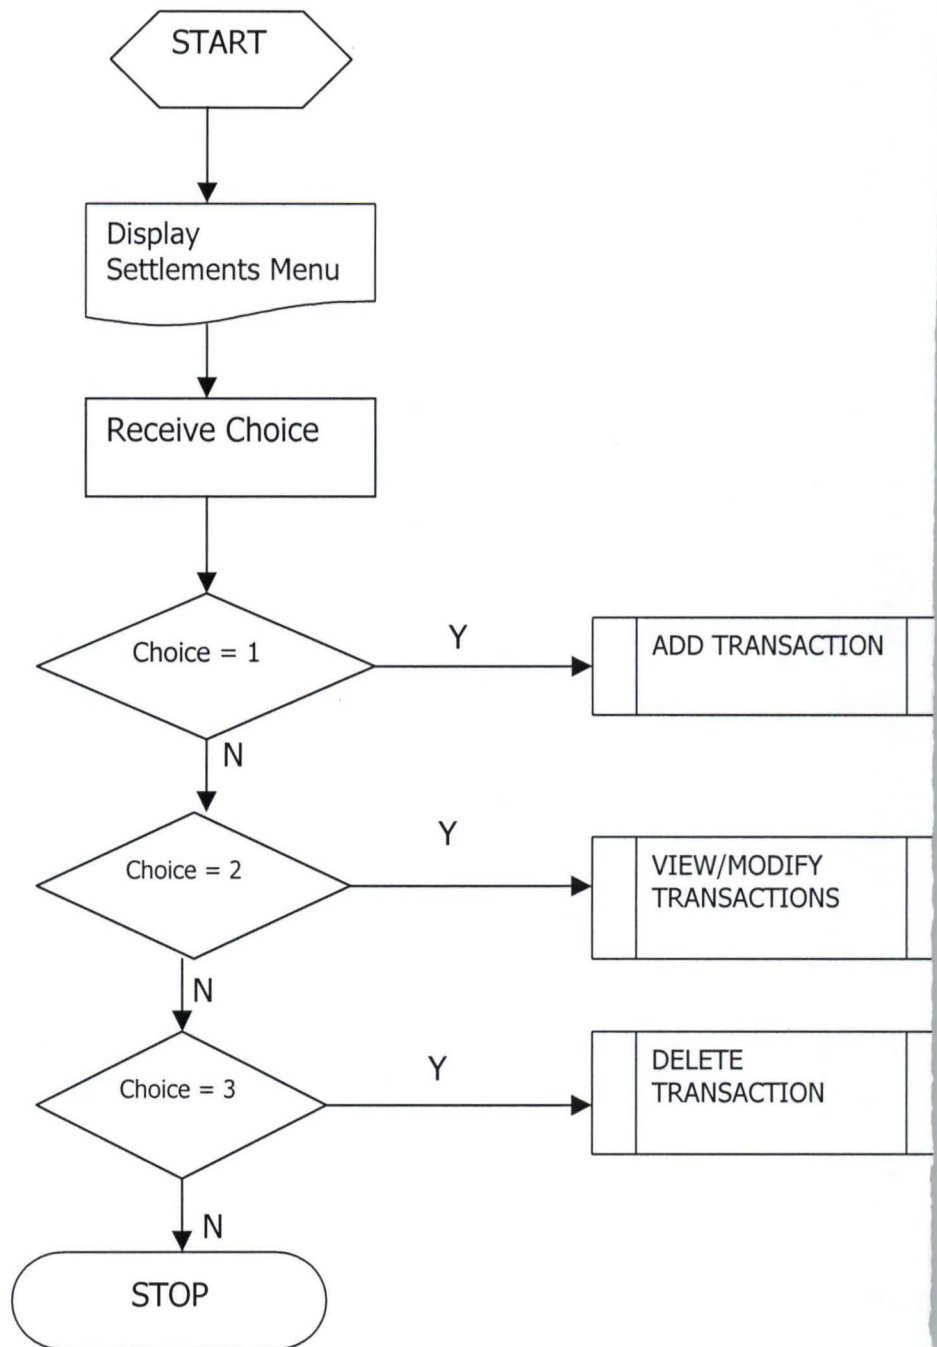 START
Display
Settlements Menu
Receive Choice
Choice = 1
Y
ADD TRANSACTION
N
Choice = 2
Y
VIEW/MODIFY
TRANSACTIONS
N
Choice = 3
Y
DELETE
TRANSACTION
N
STOP